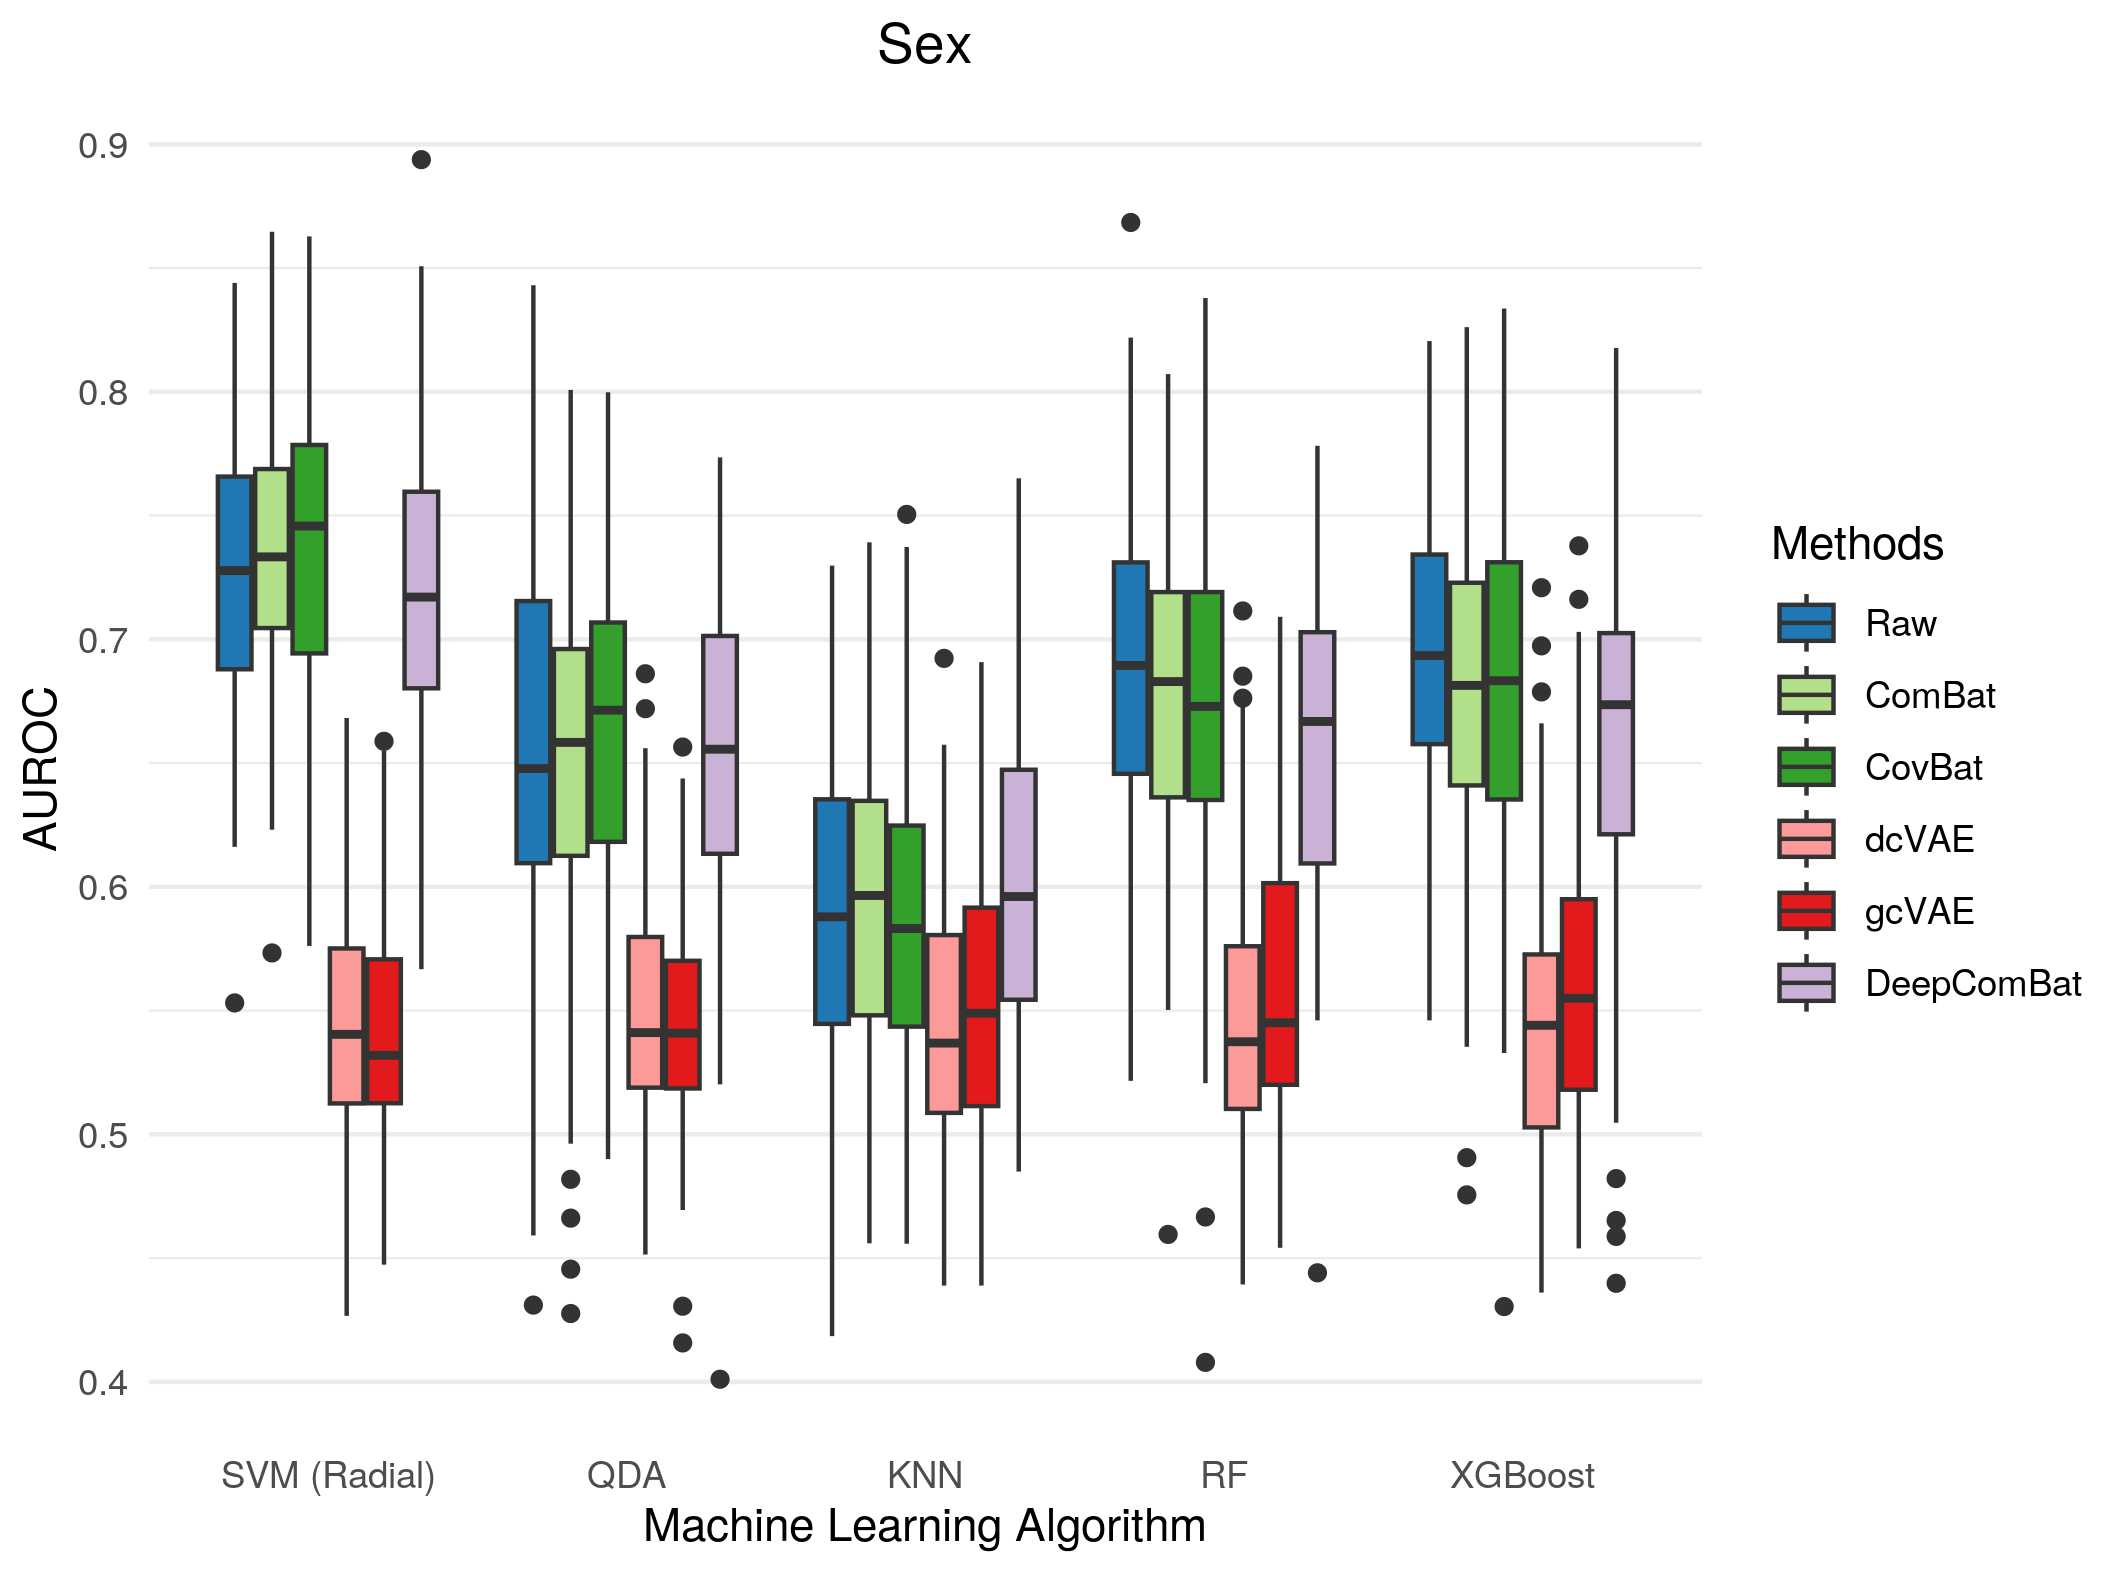 Sex
0.9
0.8
0.7
0.6
0.5
0.4
AUROC
SVM (Radial)
QDA
KNN
RF
XGBoost
Machine Learning Algorithm
Methods
Raw
ComBat
CovBat
dcVAE
gcVAE
DeepComBat